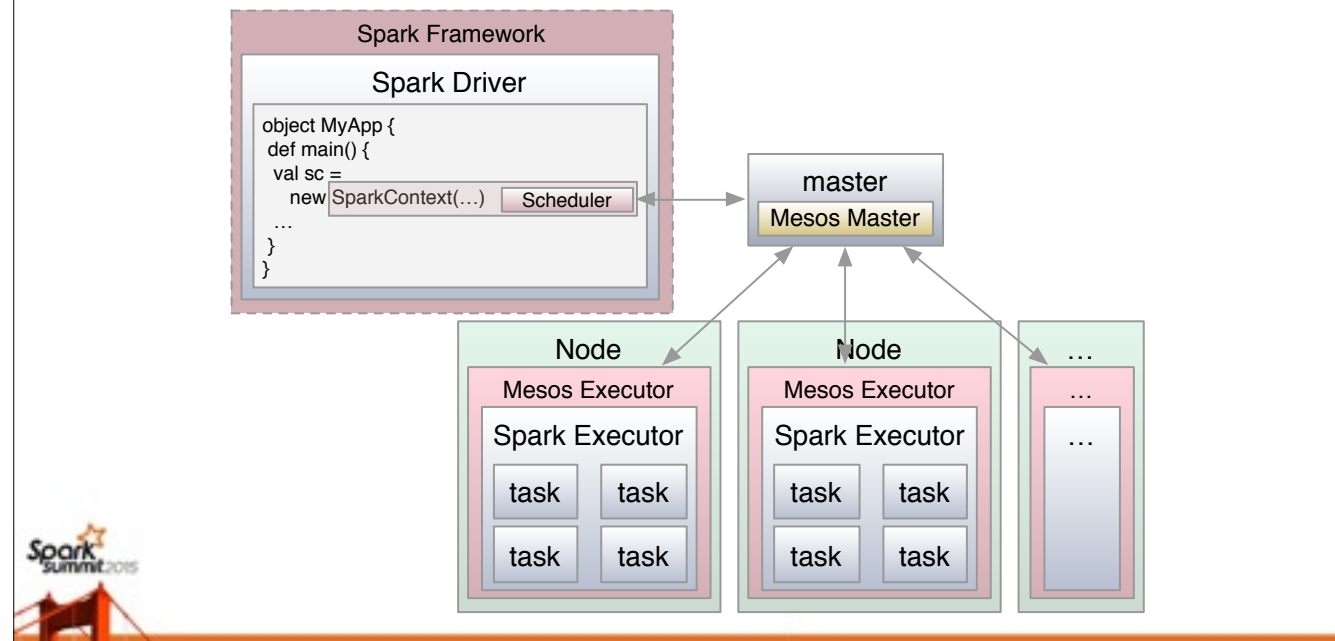 Spark Framework
Spark Driver
object MyApp {
def main() {
val sc =
new SparkContext(…) Scheduler
…
}
}
master
Mesos Master
Node
Mesos Executor
Spark Executor
task task
task task
Node
Mesos Executor
Spark Executor
task task
task task
…
…
…
Spark
summit 2015